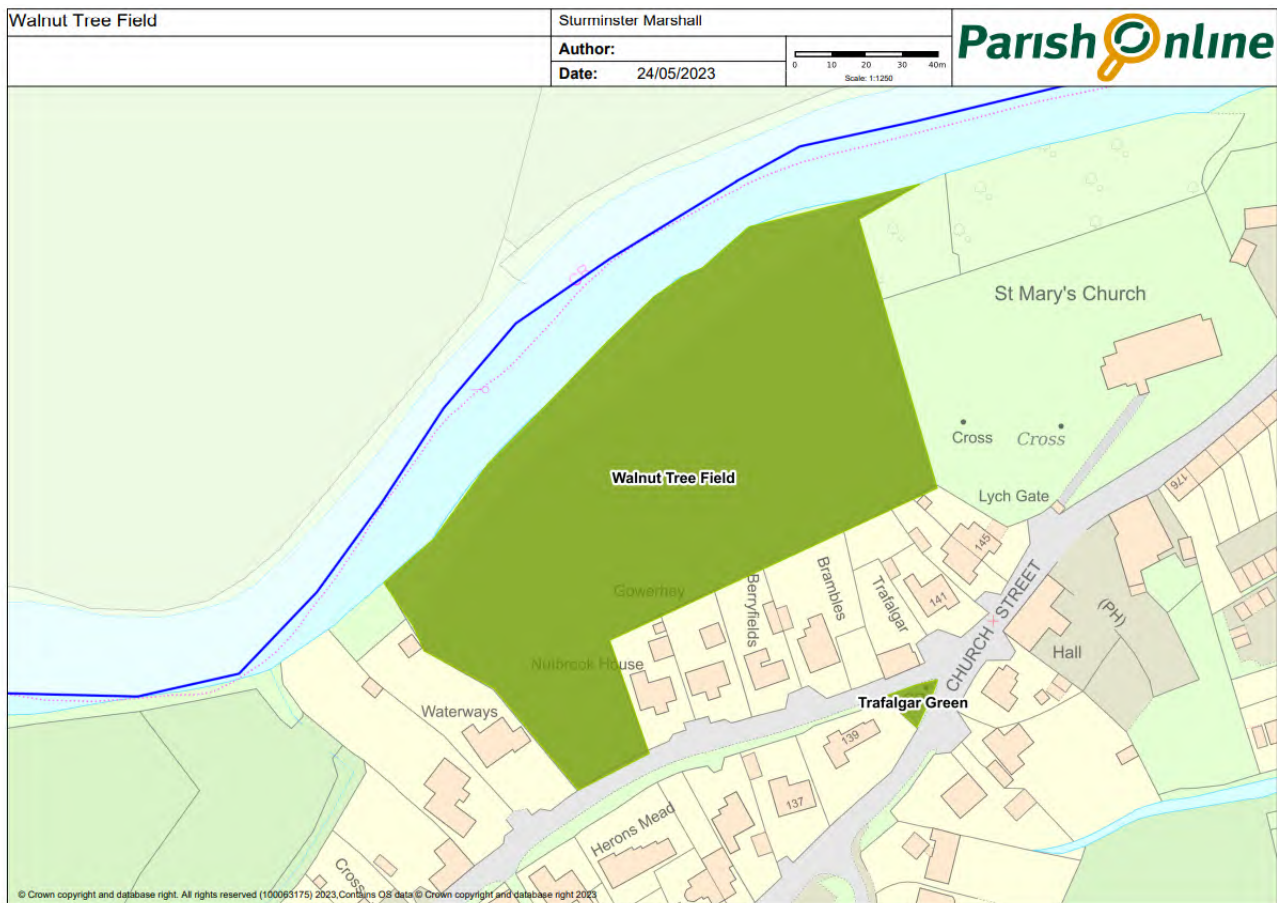 Walnut Tree Field
Sturminster Marshall
Author:
Date: 24/05/2023
0 10 20 30 40m
Scale: 1:1250
Parish Online
CB
St Mary's Church
Cross
Cross
Walnut Tree Field
Lych Gate
176
145
Gowerhay
Berryfields
Brambles
Trafalgar
141
CHURCH STREET
(PH)
Hall
Nutbrook House
Trafalgar Green
Waterways
139
137
Herons Mead
Cross
© Crown copyright and database right. All rights reserved (100063175) 2023,Contains OS data © Crown copyright and database right 2023